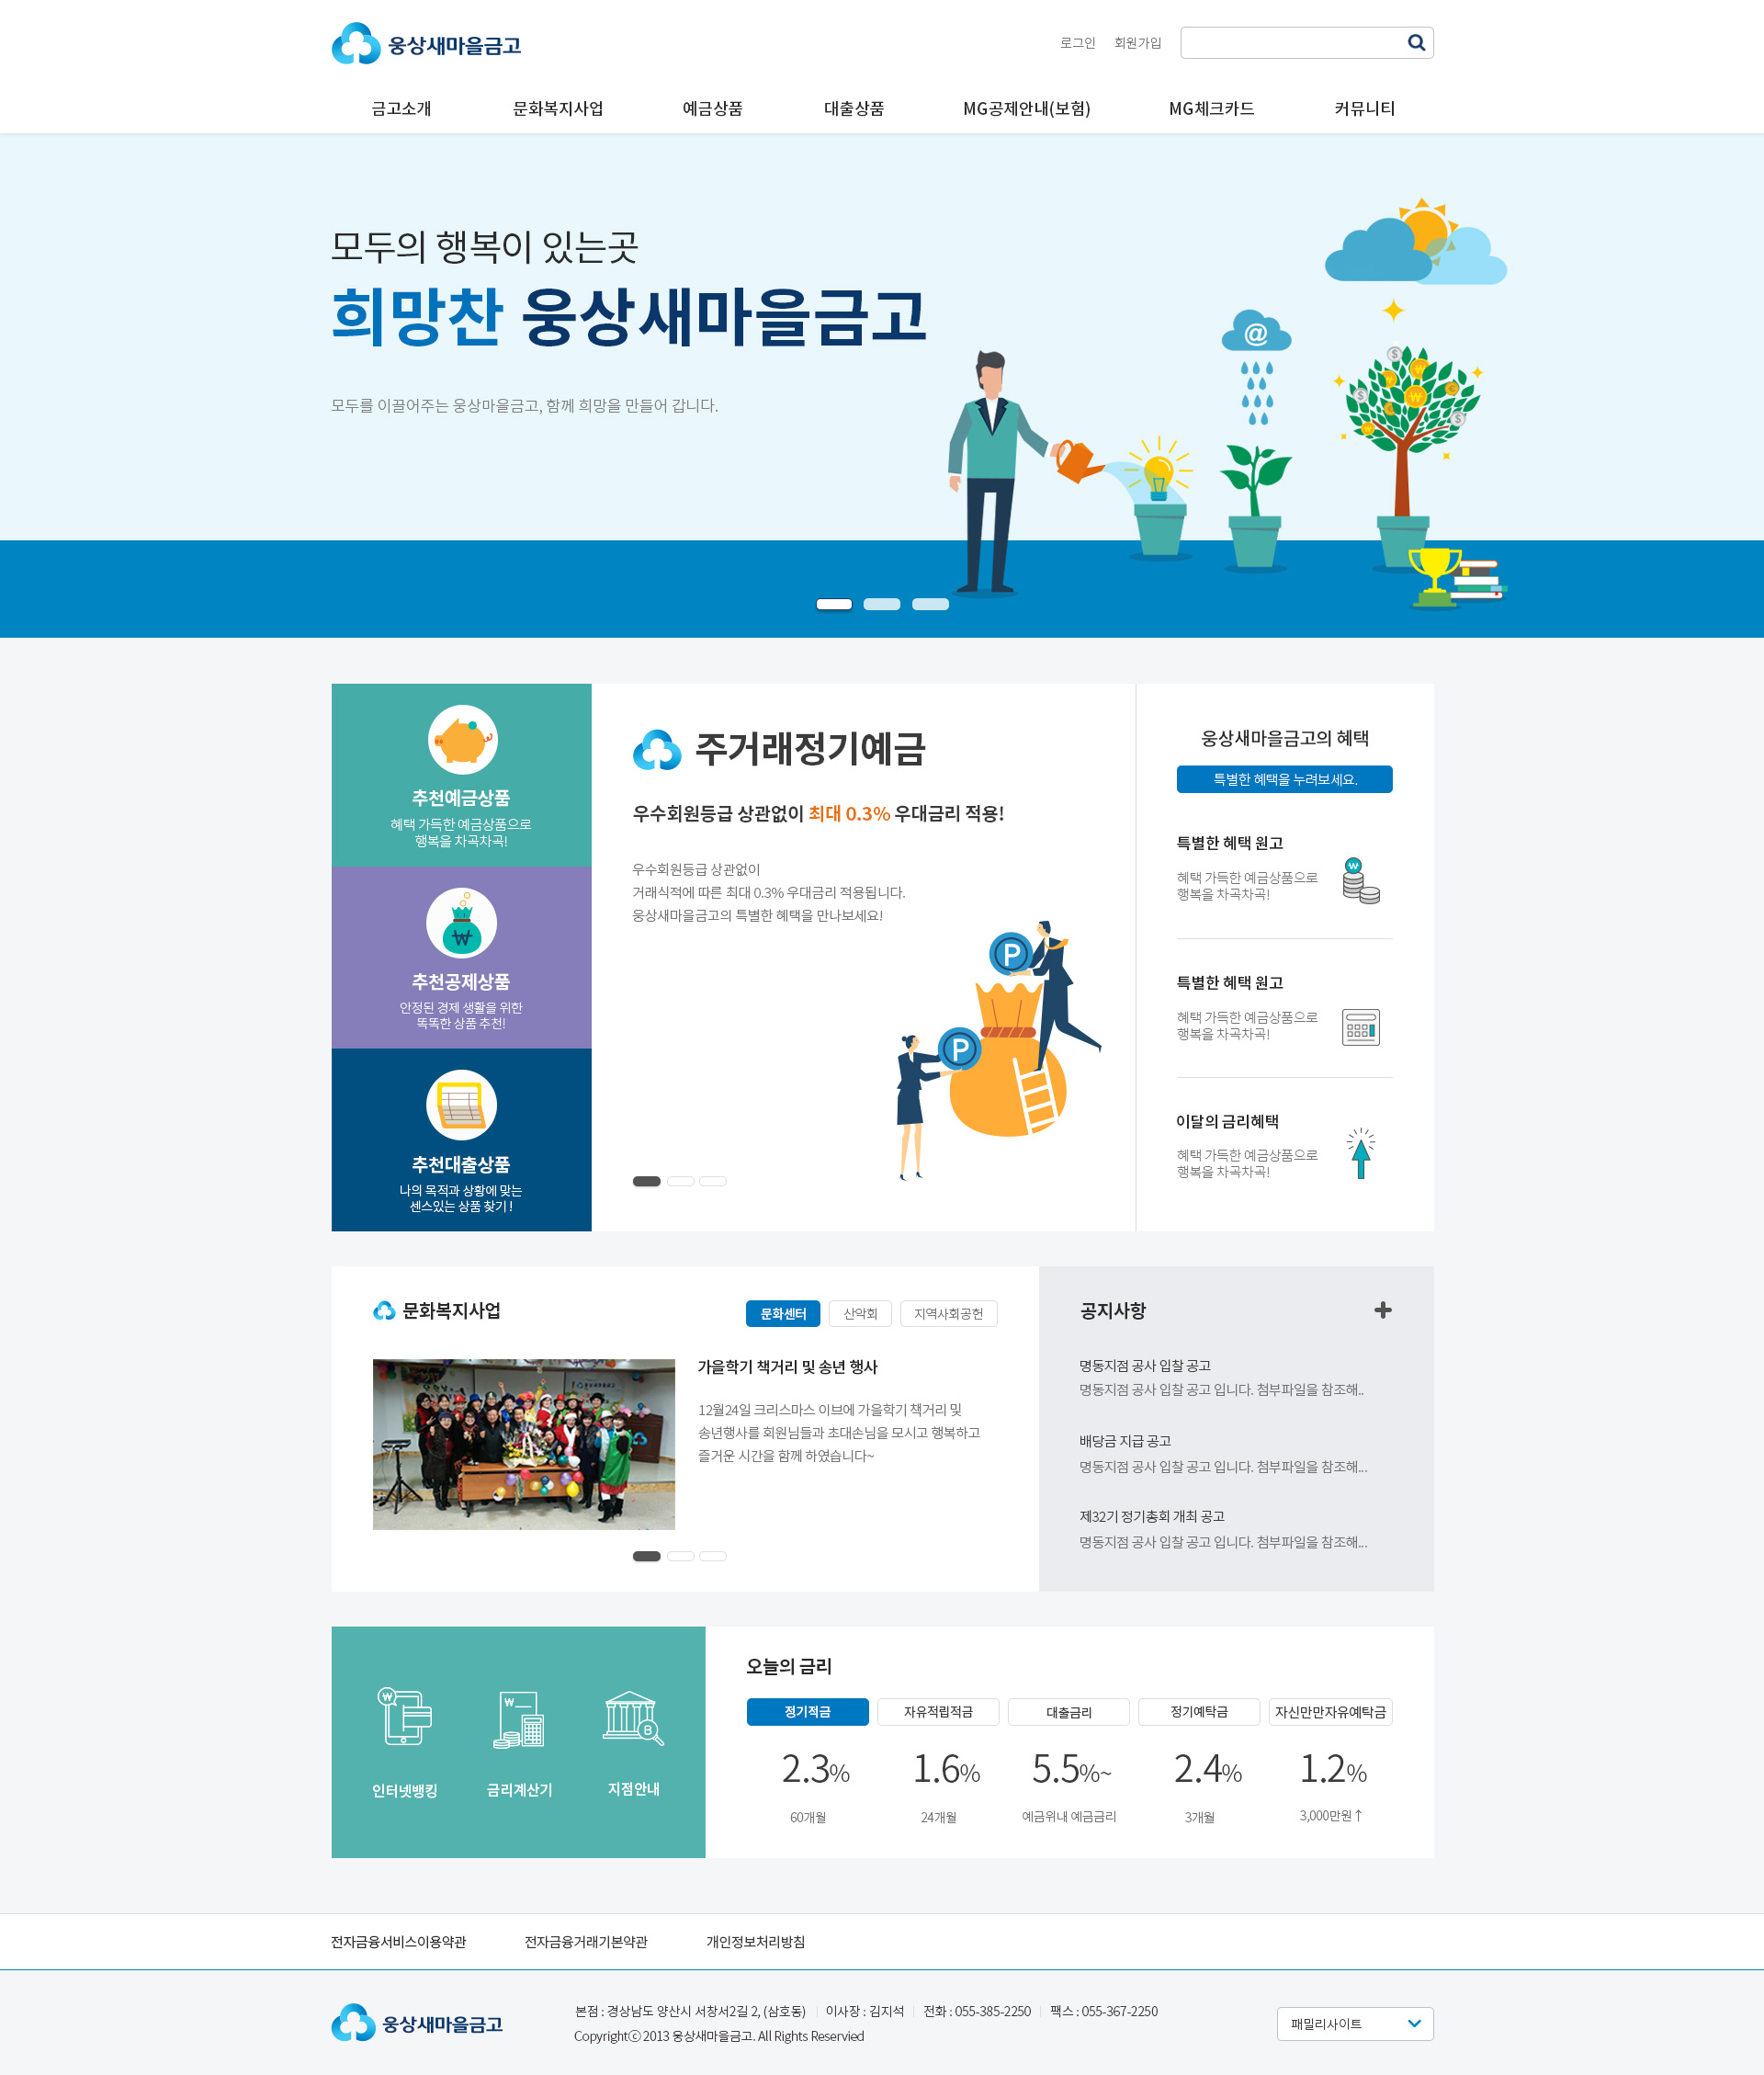 웅상새마을금고
로그인 회원가입
금고소개 문화복지사업 예금상품 대출상품 MG공제안내(보험) MG체크카드 커뮤니티
모두의 행복이 있는곳
희망찬 웅상새마을금고
모두를 이끌어주는 웅상마을금고, 함께 희망을 만들어 갑니다.
@
추천예금상품
혜택 가득한 예금상품으로
행복을 차곡차곡!
추천공제상품
안정된 경제 생활을 위한
똑똑한 상품 추천!
추천대출상품
나의 목적과 상황에 맞는
센스있는 상품 찾기 !
주거래정기예금
우수회원등급 상관없이 최대 0.3% 우대금리 적용!
우수회원등급 상관없이
거래식적에 따른 최대 0.3% 우대금리 적용됩니다.
웅상새마을금고의 특별한 혜택을 만나보세요!
P
P
웅상새마을금고의 혜택
특별한 혜택을 누려보세요.
특별한 혜택 원고
혜택 가득한 예금상품으로
행복을 차곡차곡!
특별한 혜택 원고
혜택 가득한 예금상품으로
행복을 차곡차곡!
이달의 금리혜택
혜택 가득한 예금상품으로
행복을 차곡차곡!
문화복지사업
문화센터 산악회 지역사회공헌
가을학기 책거리 및 송년 행사
12월24일 크리스마스 이브에 가을학기 책거리 및
송년행사를 회원님들과 초대손님을 모시고 행복하고
즐거운 시간을 함께 하였습니다~
공지사항
명동지점 공사 입찰 공고
명동지점 공사 입찰 공고 입니다. 첨부파일을 참조해..
배당금 지급 공고
명동지점 공사 입찰 공고 입니다. 첨부파일을 참조해...
제32기 정기총회 개최 공고
명동지점 공사 입찰 공고 입니다. 첨부파일을 참조해...
인터넷뱅킹 금리계산기 지점안내
오늘의 금리
정기적금 자유적립적금 대출금리 정기예탁금 자신만만자유예탁금
2.3% 1.6% 5.5%~ 2.4% 1.2%
60개월 24개월 예금위내 예금금리 3개월 3,000만원↑
전자금융서비스이용약관 전자금융거래기본약관 개인정보처리방침
웅상새마을금고
본점 : 경상남도 양산시 서창서2길 2, (삼호동) | 이사장 : 김지석 | 전화 : 055-385-2250 | 팩스 : 055-367-2250
Copyrightⓒ 2013 웅상새마을금고. All Rights Reservied
패밀리사이트